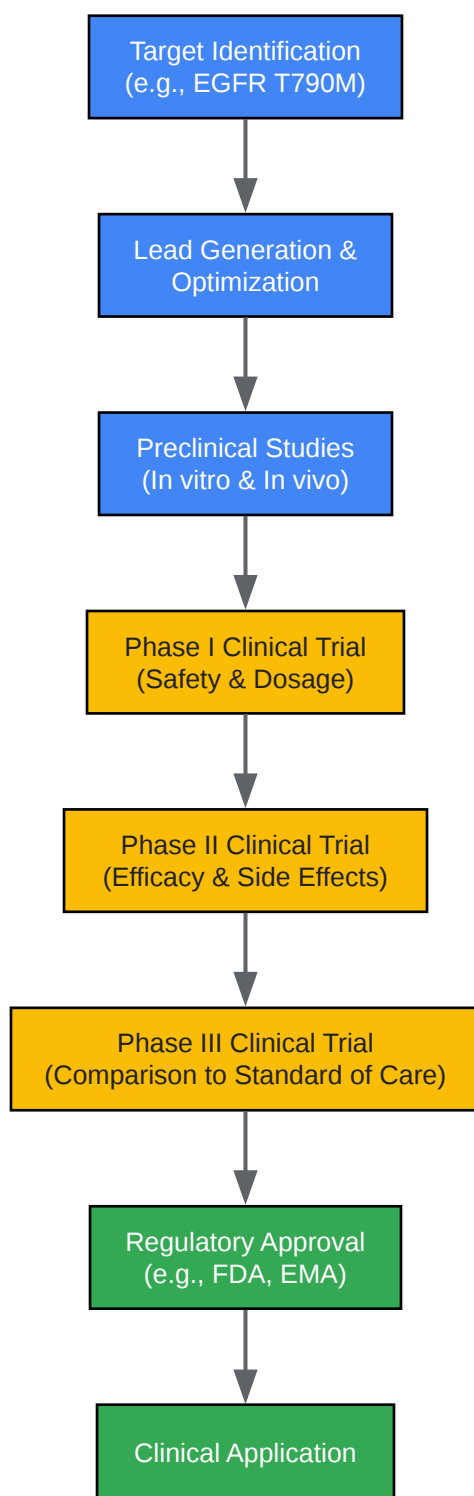 Target Identification
(e.g., EGFR T790M)
Lead Generation &
Optimization
Preclinical Studies
(In vitro & In vivo)
Phase I Clinical Trial
(Safety & Dosage)
Phase II Clinical Trial
(Efficacy & Side Effects)
Phase III Clinical Trial
(Comparison to Standard of Care)
Regulatory Approval
(e.g., FDA, EMA)
Clinical Application